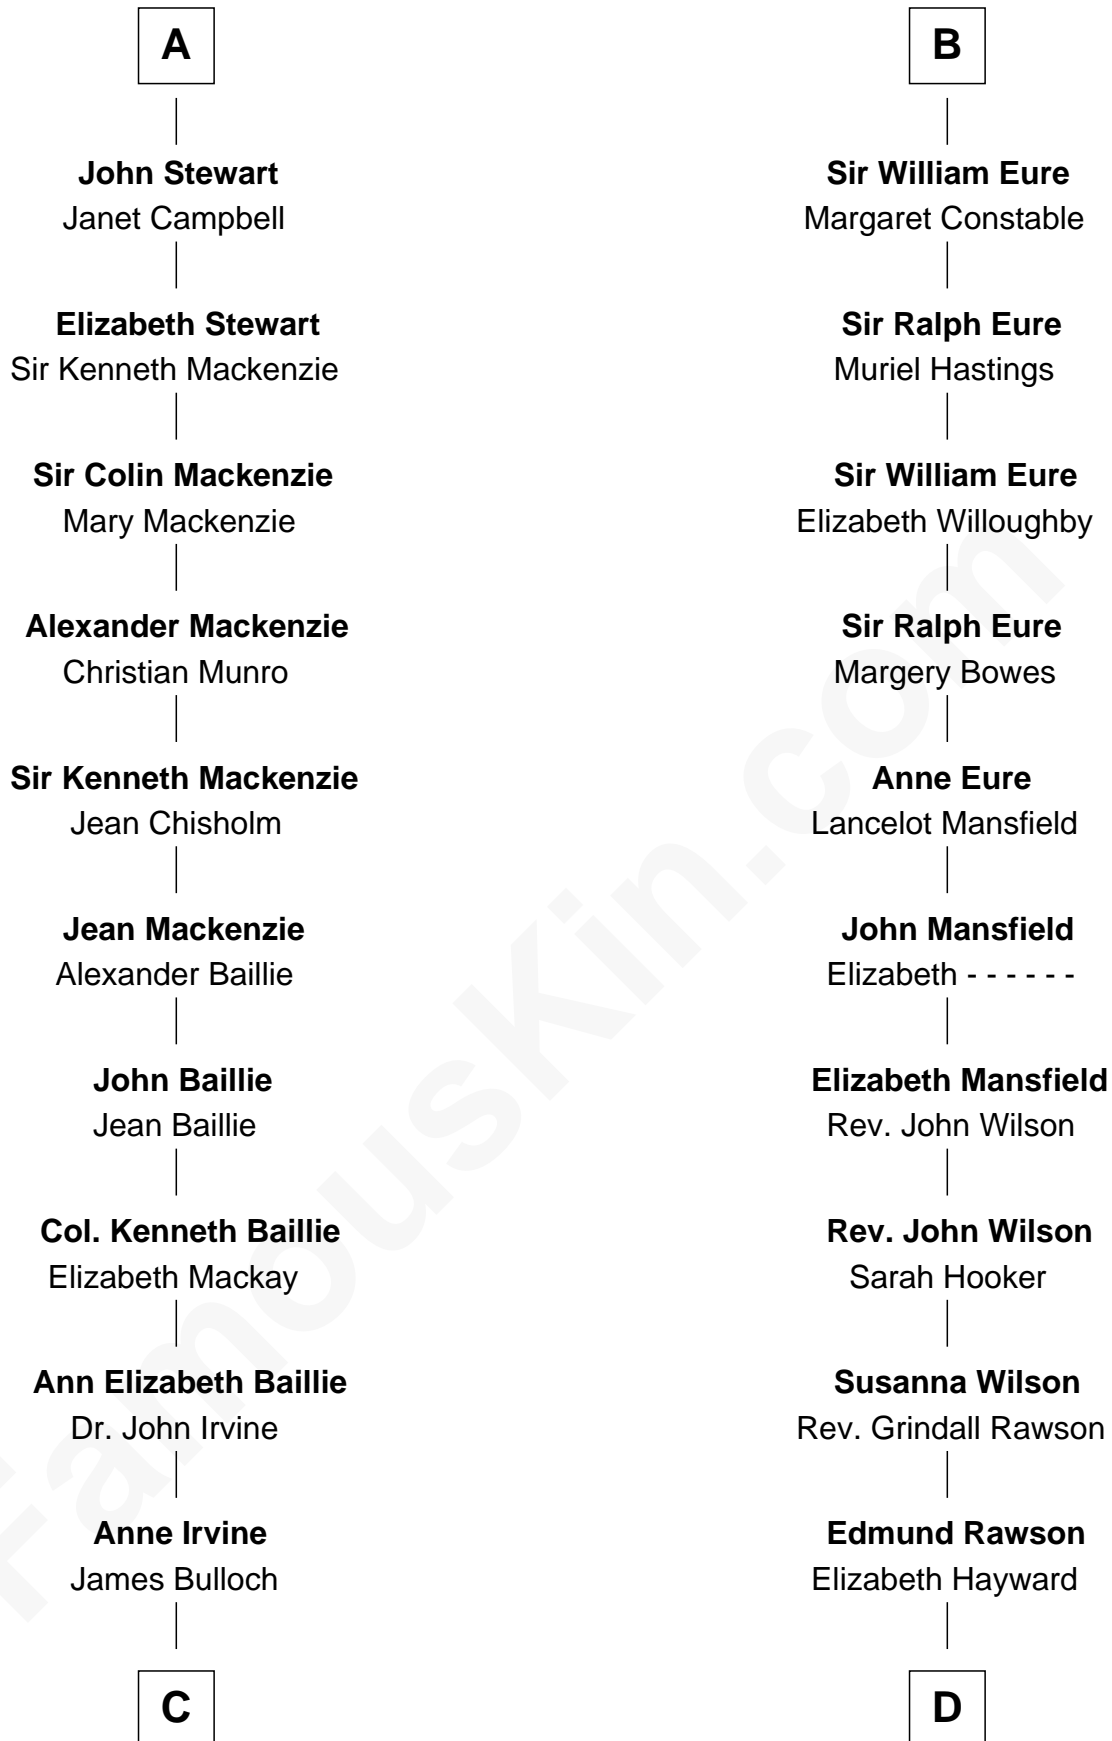 A
John Stewart
Janet Campbell
Elizabeth Stewart
Sir Kenneth Mackenzie
Sir Colin Mackenzie
Mary Mackenzie
Alexander Mackenzie
Christian Munro
Sir Kenneth Mackenzie
Jean Chisholm
Jean Mackenzie
Alexander Baillie
John Baillie
Jean Baillie
Col. Kenneth Baillie
Elizabeth Mackay
Ann Elizabeth Baillie
Dr. John Irvine
Anne Irvine
James Bulloch
C
B
Sir William Eure
Margaret Constable
Sir Ralph Eure
Muriel Hastings
Sir William Eure
Elizabeth Willoughby
Sir Ralph Eure
Margery Bowes
Anne Eure
Lancelot Mansfield
John Mansfield
Elizabeth - - - - - -
Elizabeth Mansfield
Rev. John Wilson
Rev. John Wilson
Sarah Hooker
Susanna Wilson
Rev. Grindall Rawson
Edmund Rawson
Elizabeth Hayward
D
FamousKin.com